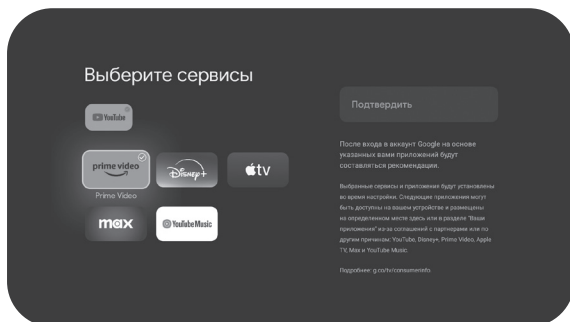 Выберите сервисы
YouTube
prime video
Disney+
tv
Prime Video
max
YouTube Music
Подтвердить
После входа в аккаунт Google на основе
указанных вами приложений будут
составляться рекомендации.
Выбранные сервисы и приложения будут установлены
во время настройки. Следующие приложения могут
быть доступны на вашем устройстве и размещены
на определенном месте здесь или в разделе "Ваши
приложения" из-за соглашений с партнерами или по
другим причинам: YouTube, Disney+, Prime Video, Apple
TV, Max и YouTube Music.
Подробнее: g.co/tv/consumerinfo.